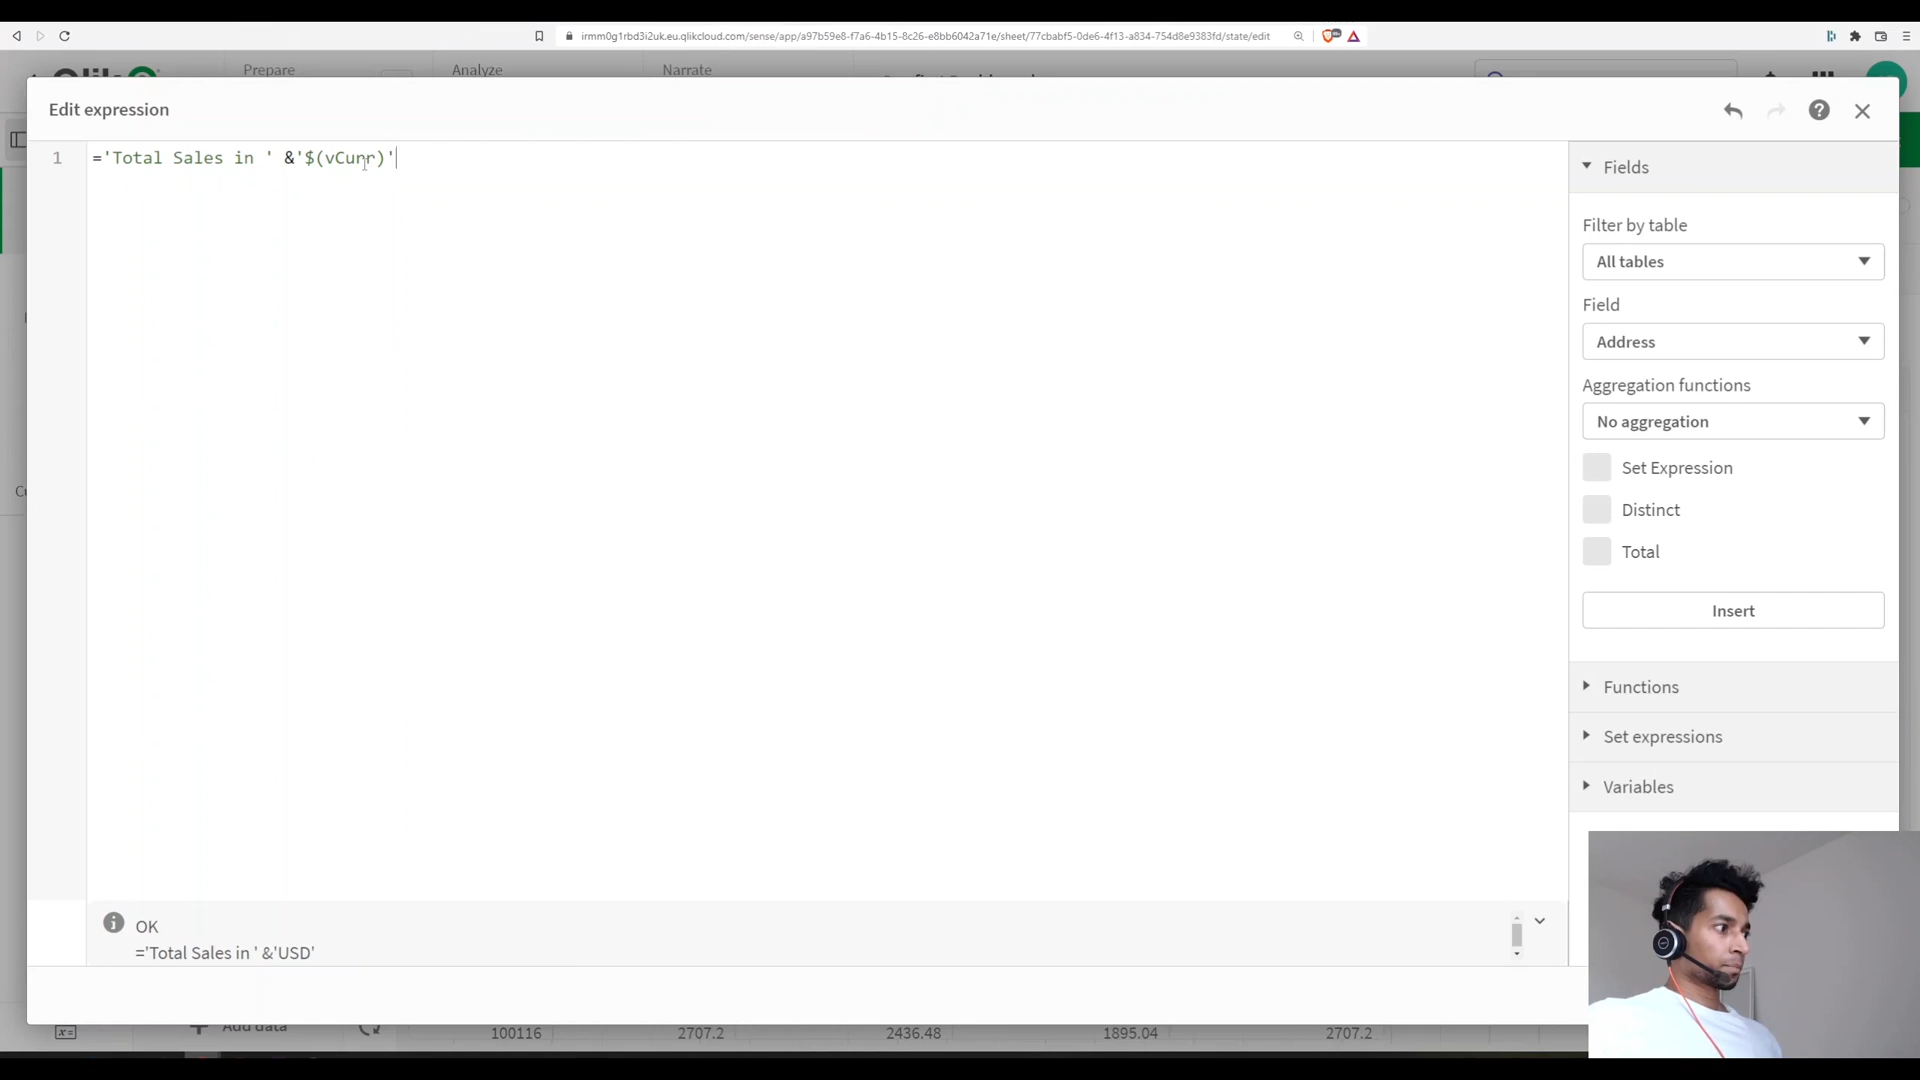 irmm0g1rbd3i2uk.eu.qlikcloud.com/sense/app/a97b59e8-f7a6-4b15-8c26-e8bb6042a71e/sheet/77cbabf5-0de6-4f13-a834-754d8e9383fd/state/edit
Prepare
Analyze
Narrate
Edit expression
1
='Total Sales in ' &'$(vCurr)'
Fields
Filter by table
All tables
Field
Address
Aggregation functions
No aggregation
Set Expression
Distinct
Total
Insert
Functions
Set expressions
Variables
OK
='Total Sales in ' &'USD'
Add data
100116
2707.2
2436.48
1895.04
2707.2